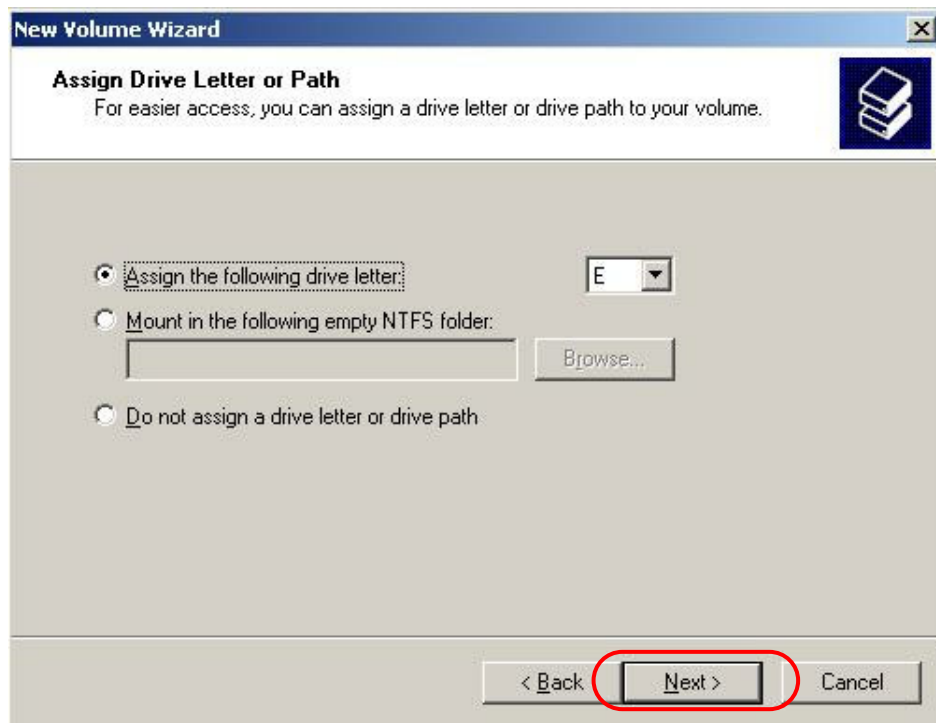 New Volume Wizard
Assign Drive Letter or Path
For easier access, you can assign a drive letter or drive path to your volume.
Assign the following drive letter: E
Mount in the following empty NTFS folder:
Browse...
Do not assign a drive letter or drive path
< Back Next > Cancel